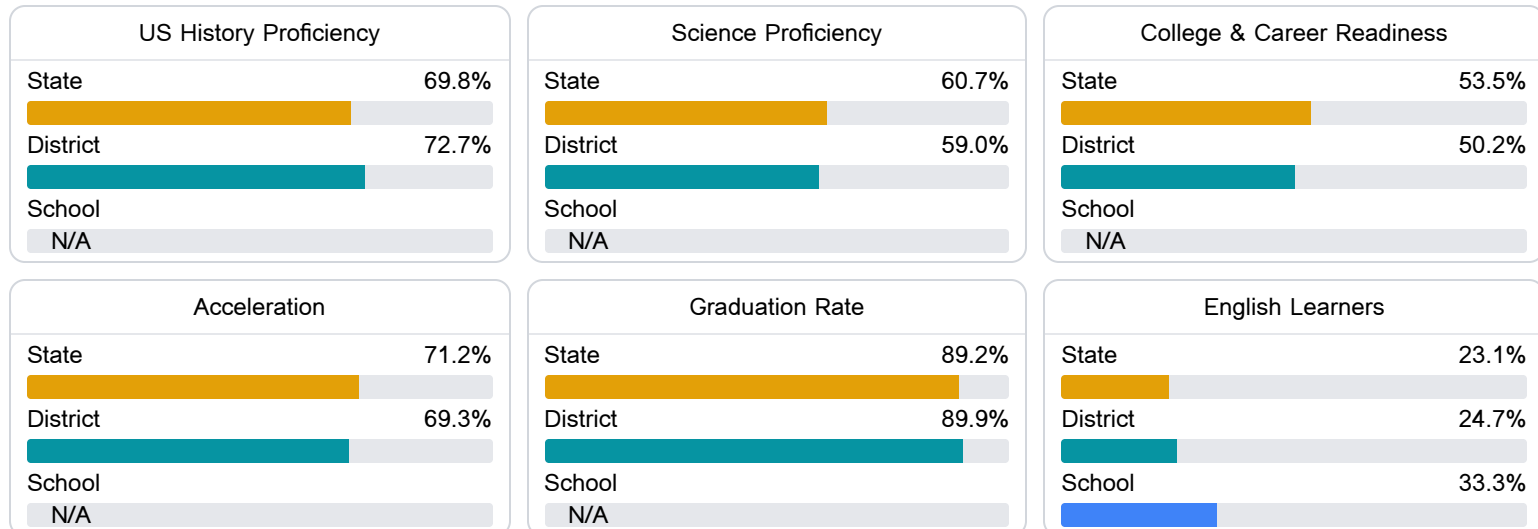 US History Proficiency
State 69.8%
District 72.7%
School
N/A
Science Proficiency
State 60.7%
District 59.0%
School
N/A
College & Career Readiness
State 53.5%
District 50.2%
School
N/A
Acceleration
State 71.2%
District 69.3%
School
N/A
Graduation Rate
State 89.2%
District 89.9%
School
N/A
English Learners
State 23.1%
District 24.7%
School 33.3%